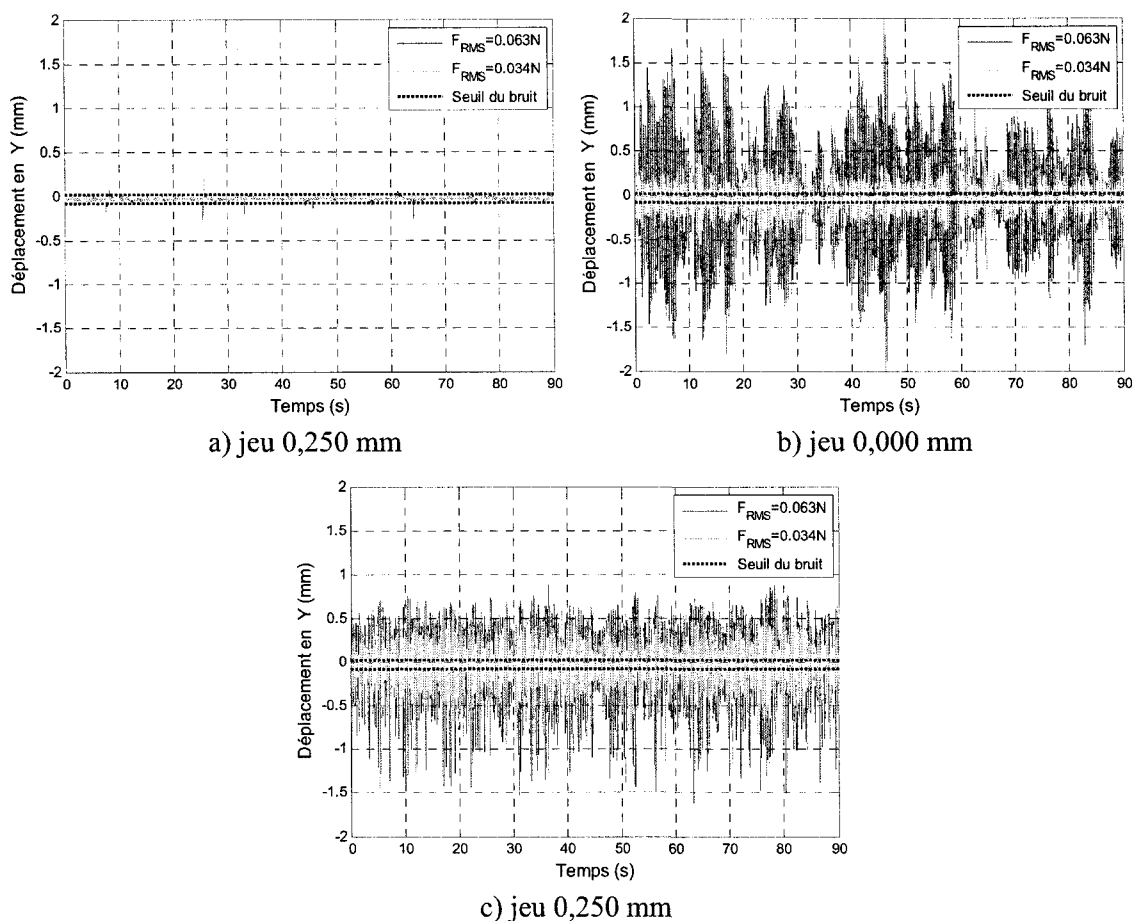 2
1.5
1
0.5
0
-0.5
-1
-1.5
-2
Déplacement en Y (mm)
F_RMS=0.063N
F_RMS=0.034N
Seuil du bruit
0 10 20 30 40 50 60 70 80 90
Temps (s)
a) jeu 0,250 mm
2
1.5
1
0.5
0
-0.5
-1
-1.5
-2
Déplacement en Y (mm)
F_RMS=0.063N
F_RMS=0.034N
Seuil du bruit
0 10 20 30 40 50 60 70 80 90
Temps (s)
b) jeu 0,000 mm
2
1.5
1
0.5
0
-0.5
-1
-1.5
-2
Déplacement en Y (mm)
F_RMS=0.063N
F_RMS=0.034N
Seuil du bruit
0 10 20 30 40 50 60 70 80 90
Temps (s)
c) jeu 0,250 mm